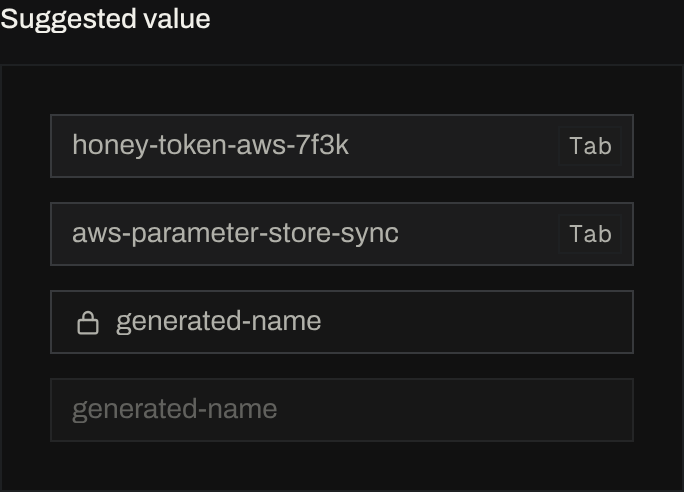 Suggested value
honey-token-aws-7f3k Tab
aws-parameter-store-sync Tab
generated-name
generated-name